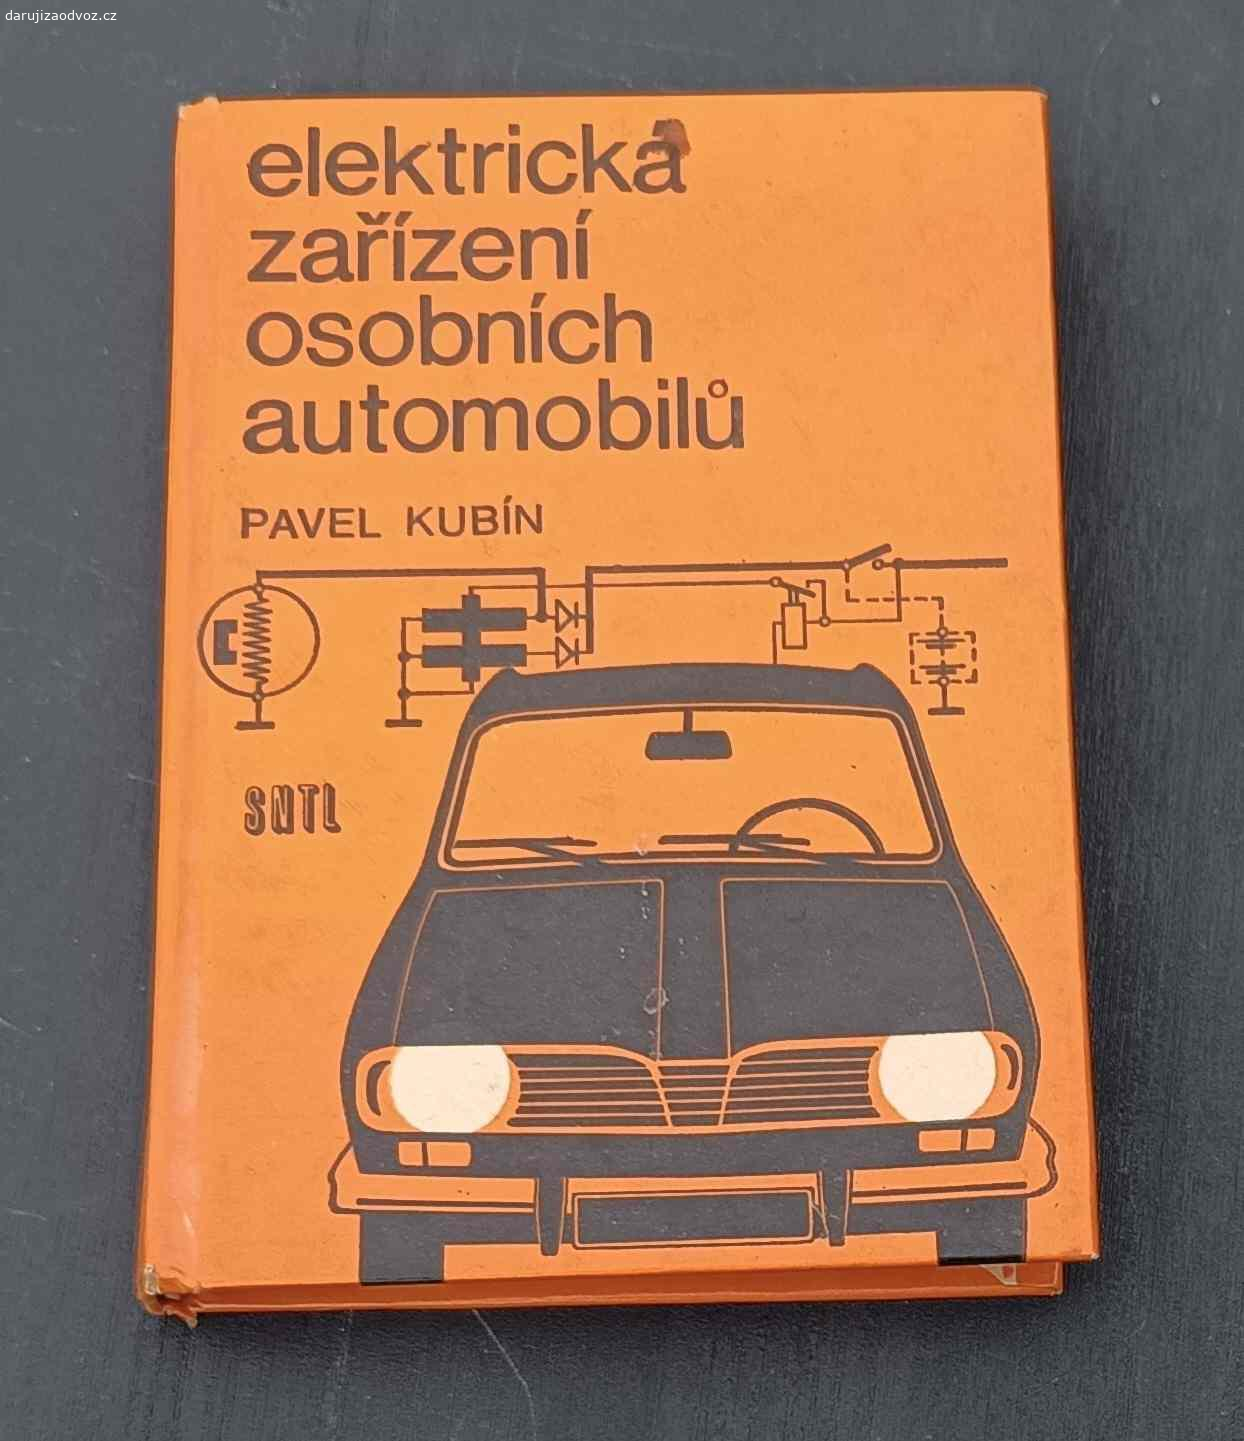 darujizaodvoz.cz
elektrická
zařízení
osobních
automobilů
PAVEL KUBÍN
SNTL